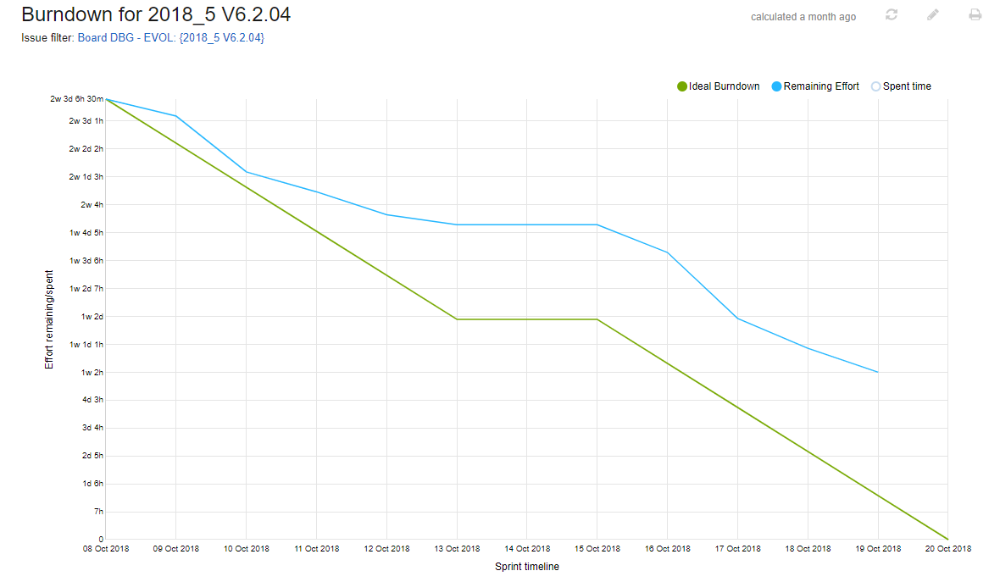 Burndown for 2018_5 V6.2.04
calculated a month ago
Issue filter: Board DBG - EVOL: {2018_5 V6.2.04}
Ideal Burndown Remaining Effort Spent time
2w 3d 6h 30m
2w 3d 1h
2w 2d 2h
2w 1d 3h
2w 4h
1w 4d 5h
1w 3d 6h
1w 2d 7h
1w 2d
1w 1d 1h
1w 2h
4d 3h
3d 4h
2d 5h
1d 6h
7h
0
Effort remaining/spent
08 Oct 2018 09 Oct 2018 10 Oct 2018 11 Oct 2018 12 Oct 2018 13 Oct 2018 14 Oct 2018 15 Oct 2018 16 Oct 2018 17 Oct 2018 18 Oct 2018 19 Oct 2018 20 Oct 2018
Sprint timeline